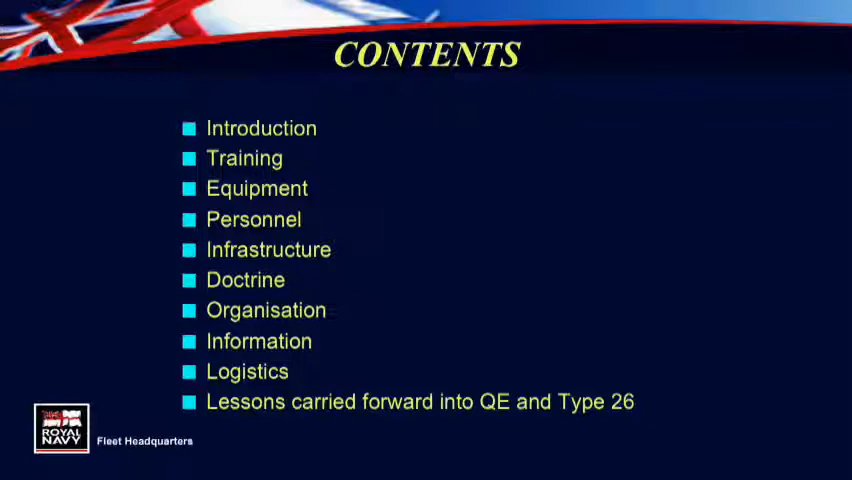 CONTENTS
Introduction
Training
Equipment
Personnel
Infrastructure
Doctrine
Organisation
Information
Logistics
Lessons carried forward into QE and Type 26
ROYAL
NAVY
Fleet Headquarters